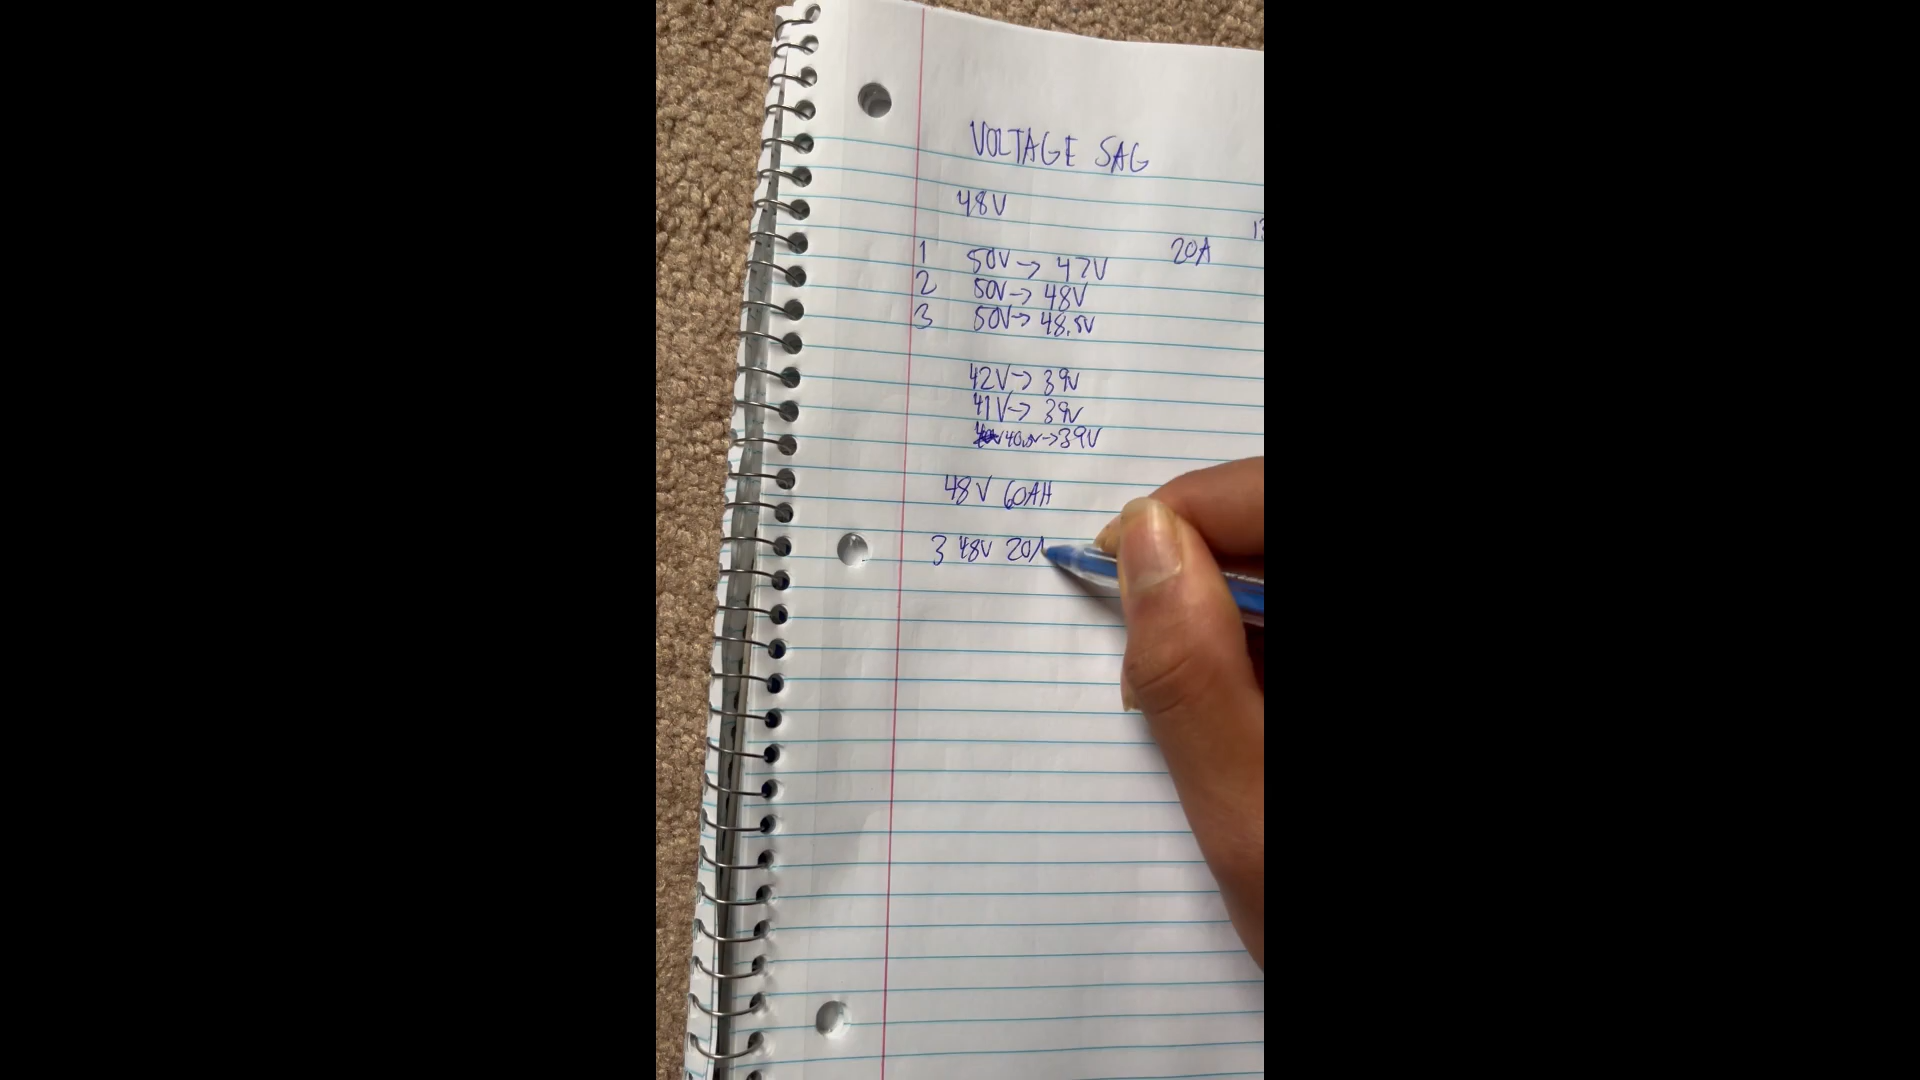 VOLTAGE SAG
48V
20A
1 50V→47V
2 50V→48V
3 50V→48.5V
42V→39V
41V→39V
40.5V→39V
48V 60AH
3 48V 20A